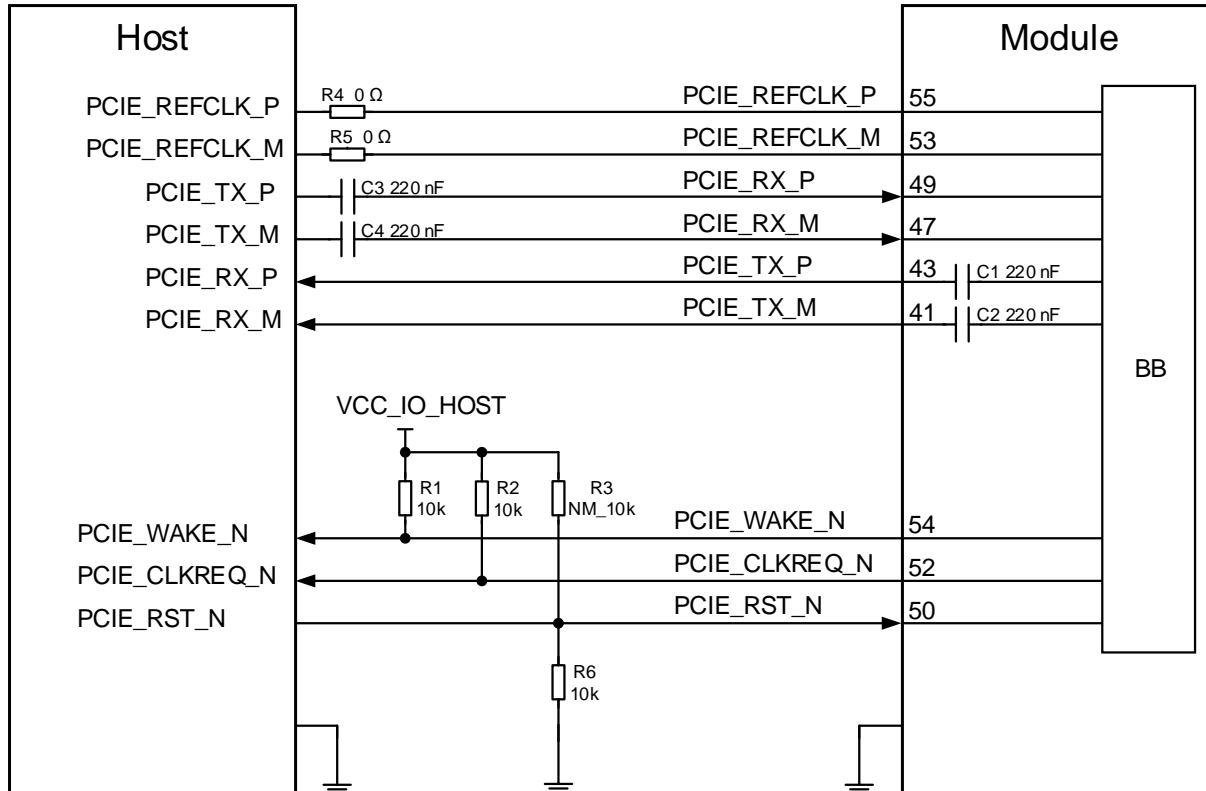 Host
Module
PCIE_REFCLK_P
R4 0 Ω
PCIE_REFCLK_P
55
PCIE_REFCLK_M
R5 0 Ω
PCIE_REFCLK_M
53
PCIE_TX_P
C3 220 nF
PCIE_RX_P
49
PCIE_TX_M
C4 220 nF
PCIE_RX_M
47
PCIE_RX_P
PCIE_TX_P
43
C1 220 nF
PCIE_RX_M
PCIE_TX_M
41
C2 220 nF
BB
VCC_IO_HOST
R1
10k
R2
10k
R3
NM_10k
PCIE_WAKE_N
PCIE_WAKE_N
54
PCIE_CLKREQ_N
PCIE_CLKREQ_N
52
PCIE_RST_N
PCIE_RST_N
50
R6
10k